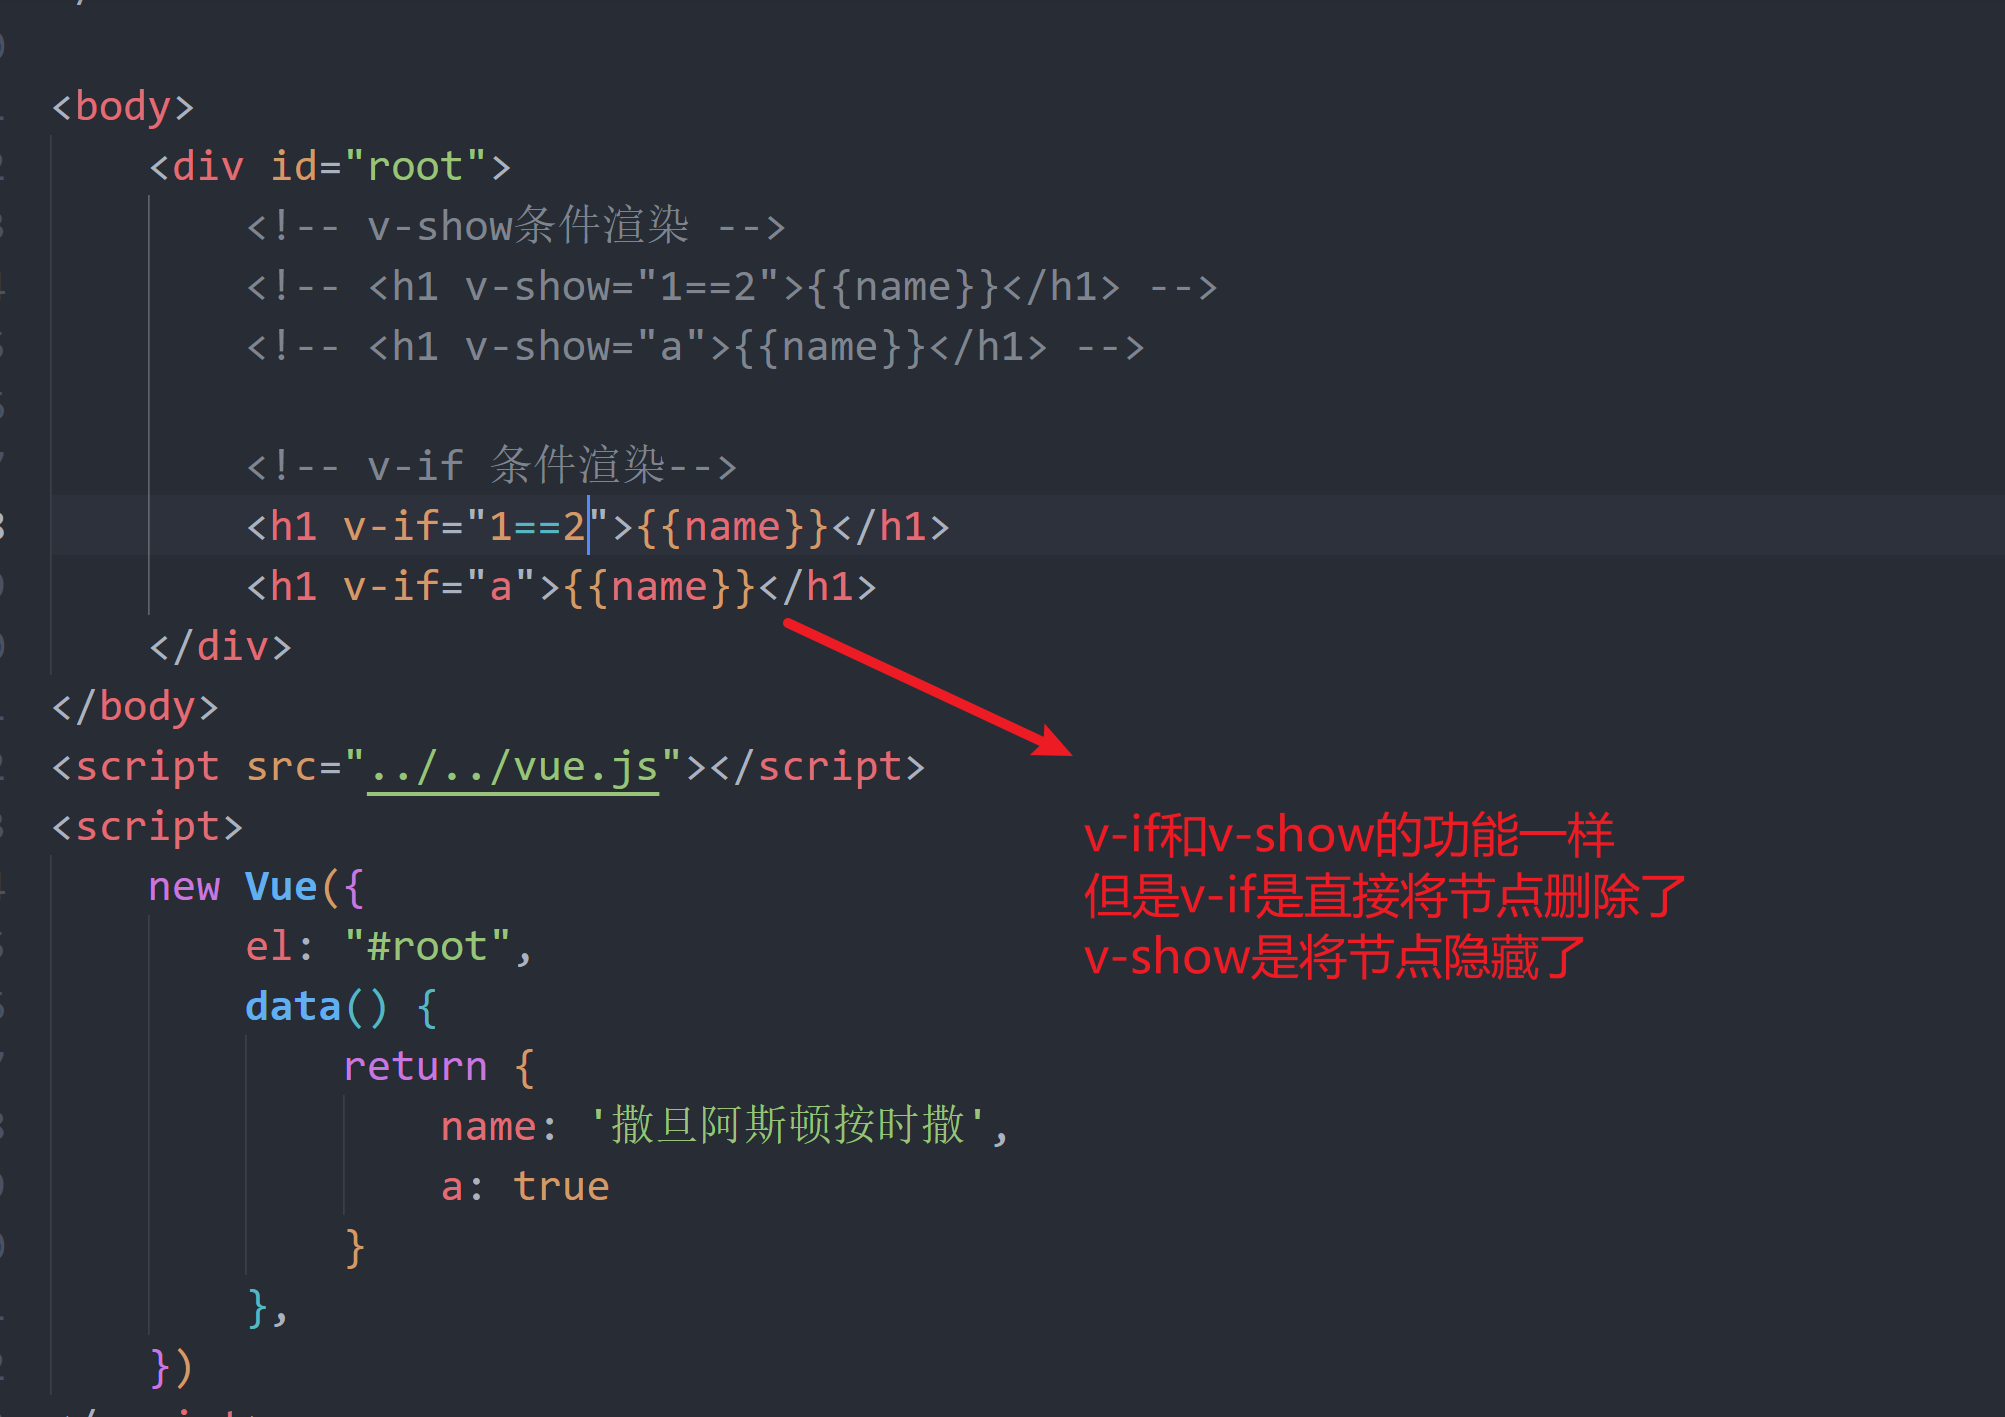 <body>
<div id="root">
<!-- v-show条件渲染 -->
<!-- <h1 v-show="1==2">{{name}}</h1> -->
<!-- <h1 v-show="a">{{name}}</h1> -->
<!-- v-if 条件渲染-->
<h1 v-if="1==2">{{name}}</h1>
<h1 v-if="a">{{name}}</h1>
</div>
</body>
<script src="../../vue.js"></script>
<script>
v-if和v-show的功能一样
但是v-if是直接将节点删除了
v-show是将节点隐藏了
new Vue({
el: "#root",
data() {
return {
name: '撒旦阿斯顿按时撒',
a: true
}
},
})